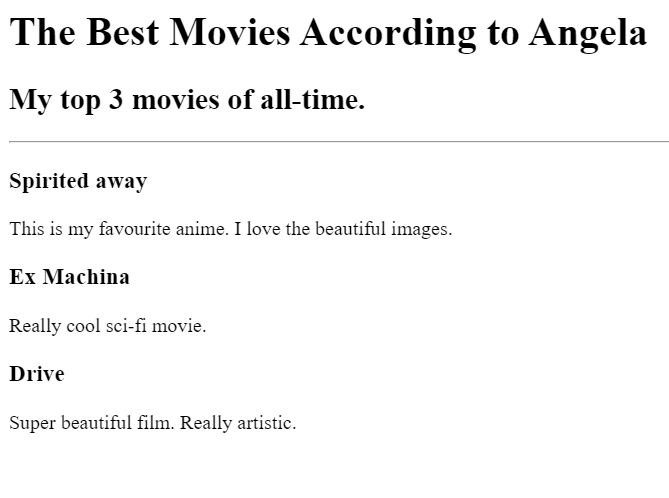 The Best Movies According to Angela
My top 3 movies of all-time.
Spirited away
This is my favourite anime. I love the beautiful images.
Ex Machina
Really cool sci-fi movie.
Drive
Super beautiful film. Really artistic.